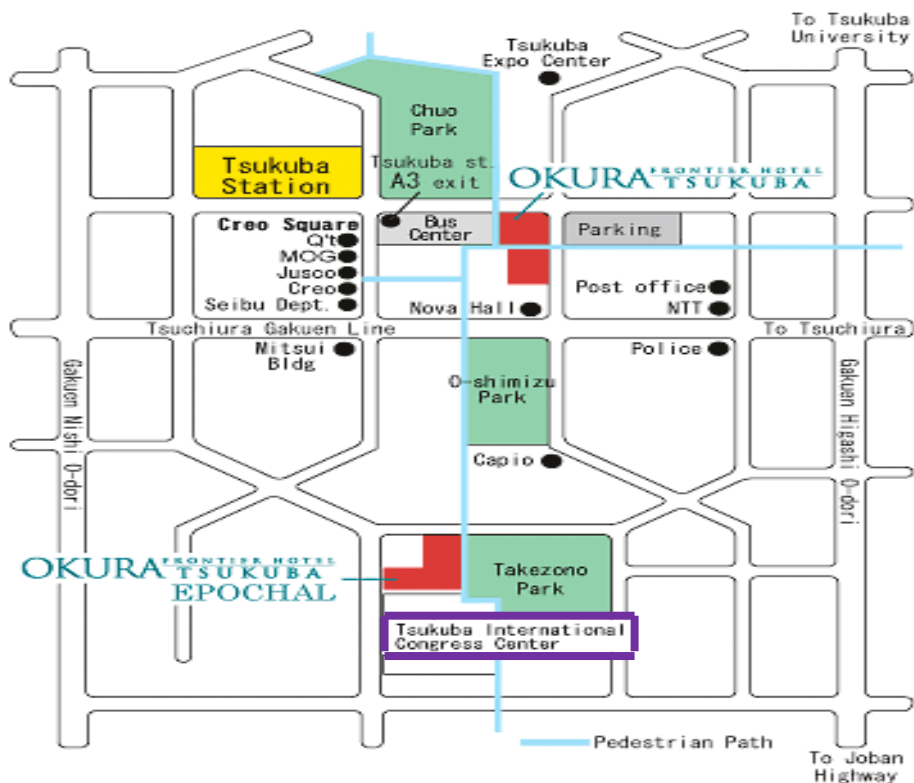 To Tsukuba
University
Tsukuba
Expo Center
Chuo
Park
Tsukuba
Station
Tsukuba st.
A3 exit
OKURA FRONTIER HOTEL
TSUKUBA
Creo Square
Q't
MOG
Jusco
Creo
Seibu Dept.
Bus
Center
Parking
Nova Hall
Post office
NTT
Tsuchiura Gakuen Line
To Tsuchiura
Mitsui
Bldg
O-shimizu
Park
Police
Gakuen Nishi O-dori
Gakuen Higashi O-dori
Capio
OKURA FRONTIER HOTEL
TSUKUBA
EPOCHAL
Takezono
Park
Tsukuba International
Congress Center
Pedestrian Path
To Joban
Highway